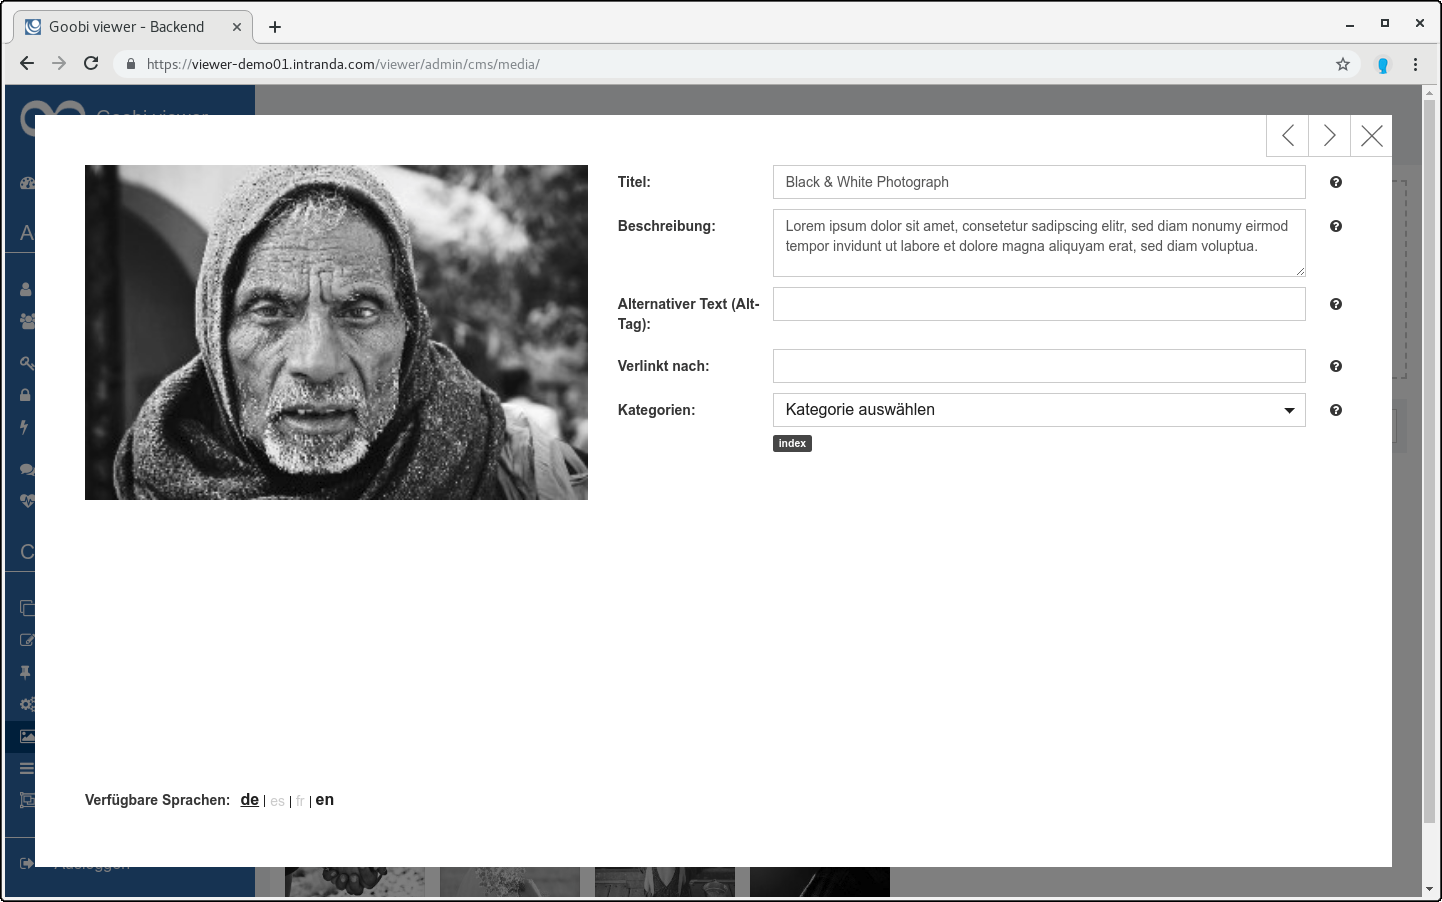 Goobi viewer - Backend
https://viewer-demo01.intranda.com/viewer/admin/cms/media/
Goobi viewer
A
C
Titel:
Black & White Photograph
Beschreibung:
Lorem ipsum dolor sit amet, consetetur sadipscing elitr, sed diam nonumy eirmod
tempor invidunt ut labore et dolore magna aliquyam erat, sed diam voluptua.
Alternativer Text (Alt-
Tag):
Verlinkt nach:
Kategorien:
Kategorie auswählen
index
Verfügbare Sprachen: de | es | fr | en
Ausloggen